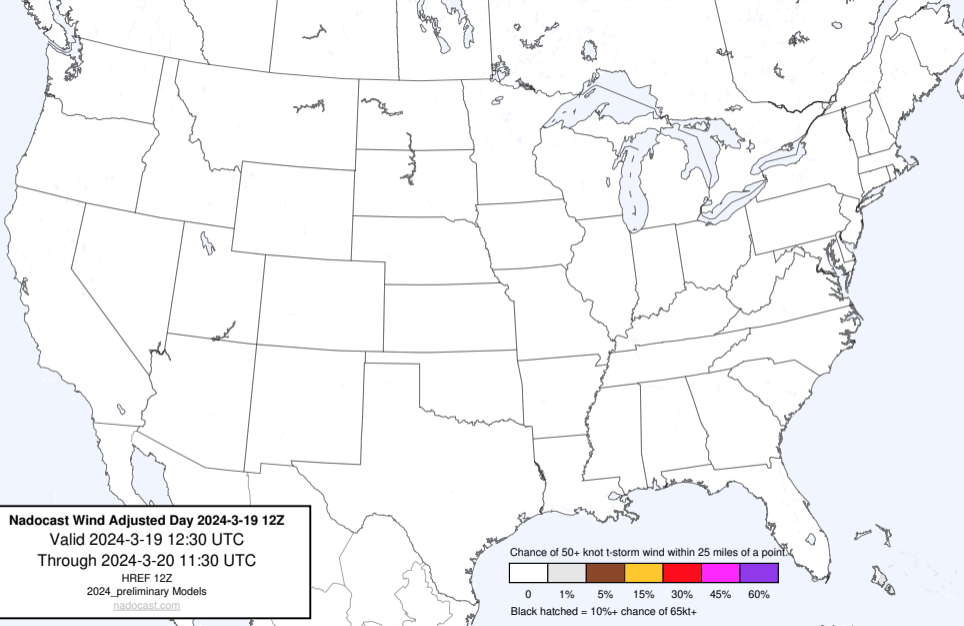 Nadocast Wind Adjusted Day 2024-3-19 12Z
Valid 2024-3-19 12:30 UTC
Through 2024-3-20 11:30 UTC
HREF 12Z
2024_preliminary Models
nadocast.com
Chance of 50+ knot t-storm wind within 25 miles of a point.
0 1% 5% 15% 30% 45% 60%
Black hatched = 10%+ chance of 65kt+